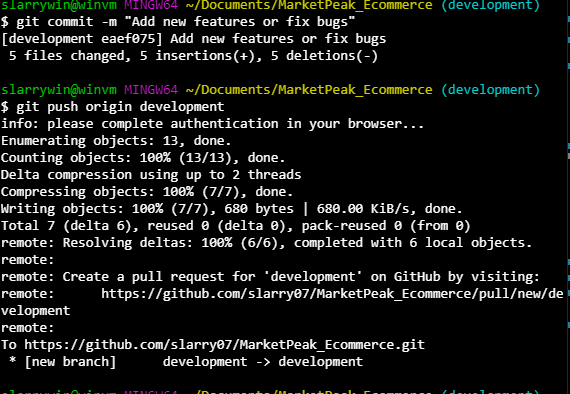 slarrywin@winvm MINGW64 ~/Documents/MarketPeak_Ecommerce (development)
$ git commit -m "Add new features or fix bugs"
[development eaef075] Add new features or fix bugs
 5 files changed, 5 insertions(+), 5 deletions(-)

slarrywin@winvm MINGW64 ~/Documents/MarketPeak_Ecommerce (development)
$ git push origin development
info: please complete authentication in your browser...
Enumerating objects: 13, done.
Counting objects: 100% (13/13), done.
Delta compression using up to 2 threads
Compressing objects: 100% (7/7), done.
Writing objects: 100% (7/7), 680 bytes | 680.00 KiB/s, done.
Total 7 (delta 6), reused 0 (delta 0), pack-reused 0 (from 0)
remote: Resolving deltas: 100% (6/6), completed with 6 local objects.
remote:
remote: Create a pull request for 'development' on GitHub by visiting:
remote:      https://github.com/slarry07/MarketPeak_Ecommerce/pull/new/de
velopment
remote:
To https://github.com/slarry07/MarketPeak_Ecommerce.git
 * [new branch]      development -> development

slarrywin@winvm MINGW64 ~/Documents/MarketPeak_Ecommerce (development)